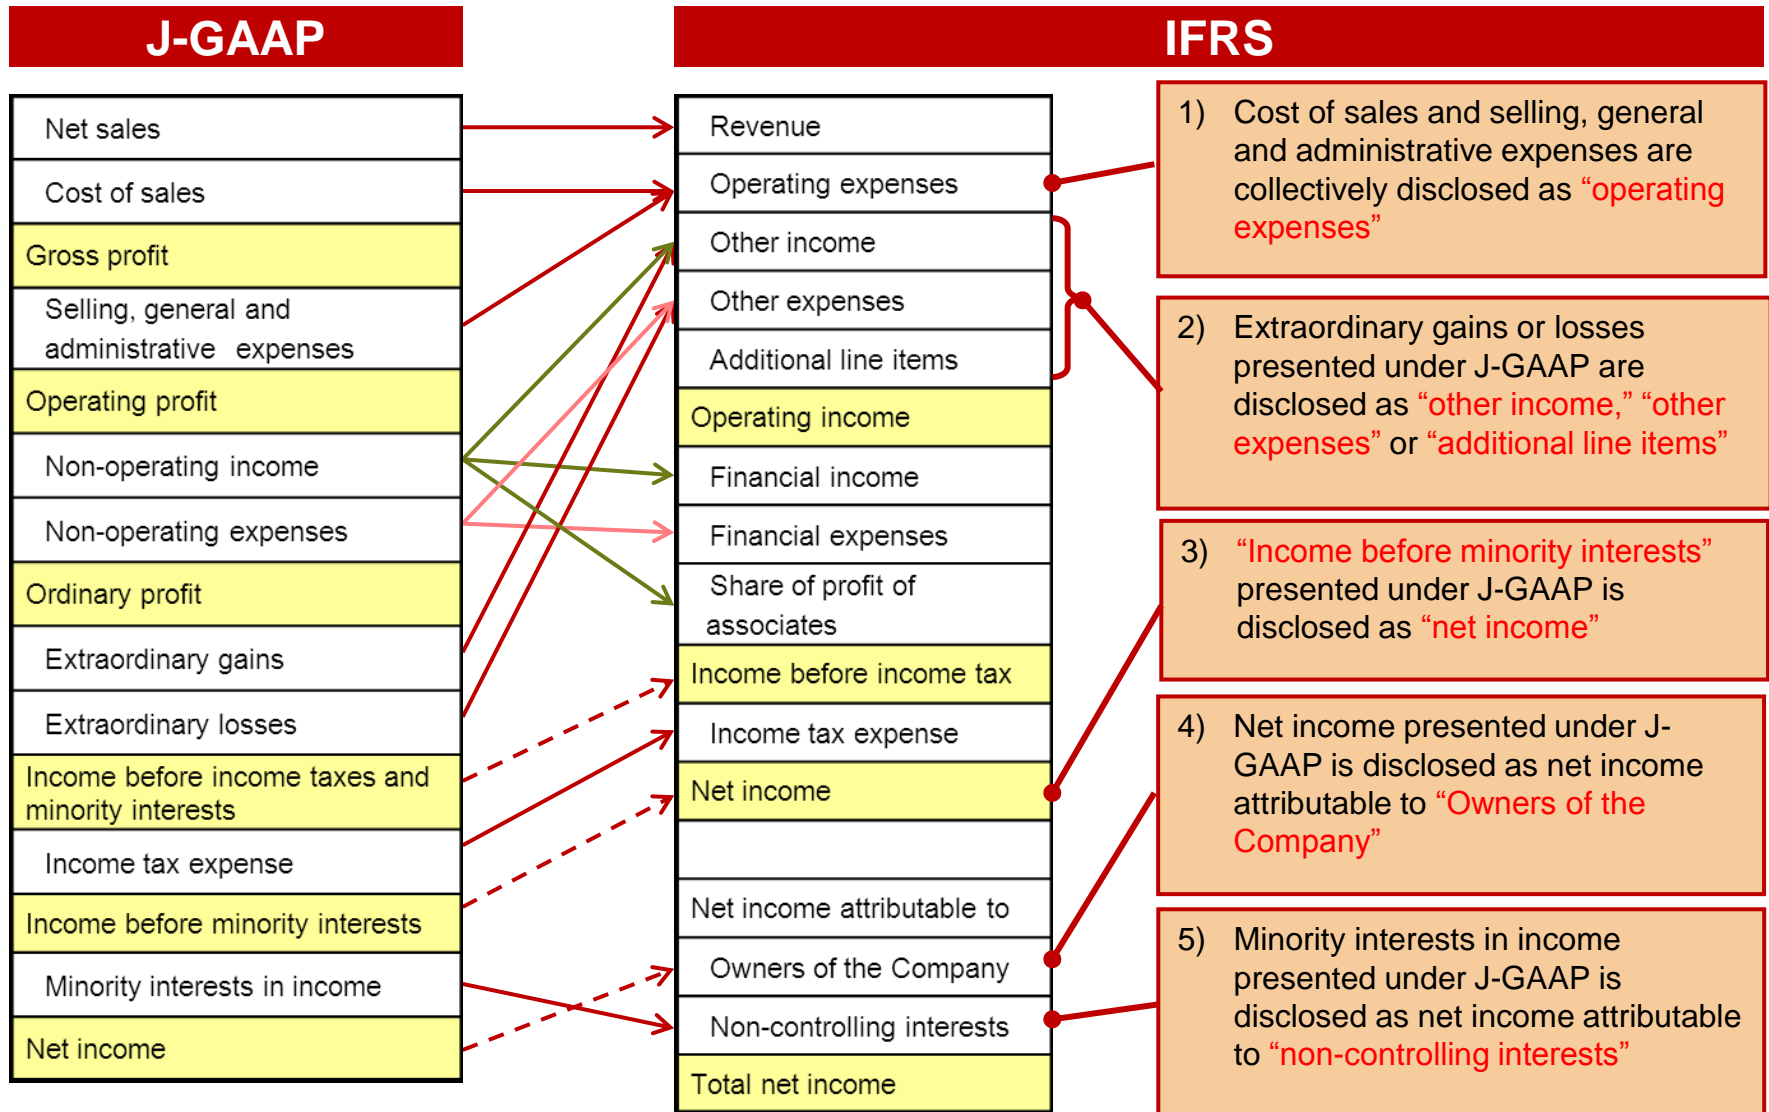 J-GAAP
Net sales
Cost of sales
Gross profit
Selling, general and
administrative expenses
Operating profit
Non-operating income
Non-operating expenses
Ordinary profit
Extraordinary gains
Extraordinary losses
Income before income taxes and
minority interests
Income tax expense
Income before minority interests
Minority interests in income
Net income
IFRS
Revenue
Operating expenses
Other income
Other expenses
Additional line items
Operating income
Financial income
Financial expenses
Share of profit of
associates
Income before income tax
Income tax expense
Net income
Net income attributable to
Owners of the Company
Non-controlling interests
Total net income
1) Cost of sales and selling, general
and administrative expenses are
collectively disclosed as “operating
expenses”
2) Extraordinary gains or losses
presented under J-GAAP are
disclosed as “other income,” “other
expenses” or “additional line items”
3) “Income before minority interests”
presented under J-GAAP is
disclosed as “net income”
4) Net income presented under J-
GAAP is disclosed as net income
attributable to “Owners of the
Company”
5) Minority interests in income
presented under J-GAAP is
disclosed as net income attributable
to “non-controlling interests”